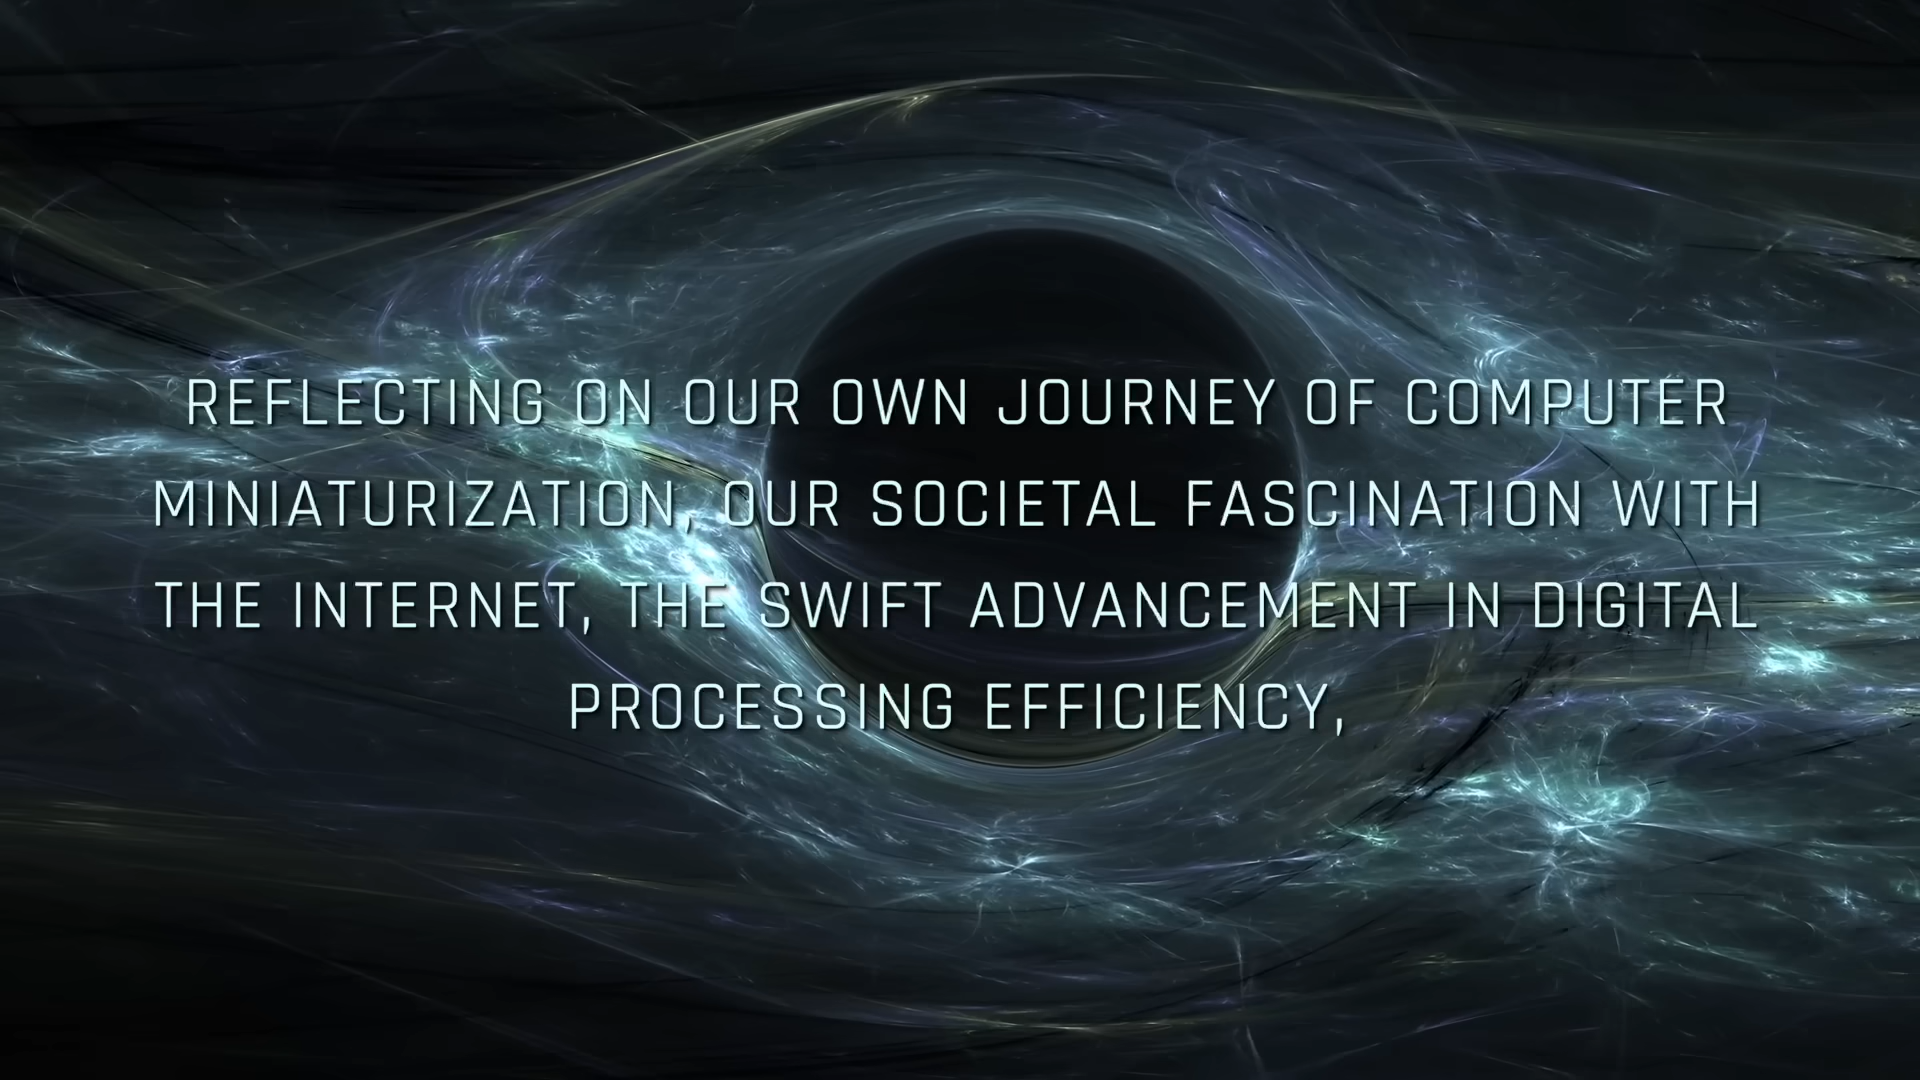 REFLECTING ON OUR OWN JOURNEY OF COMPUTER
MINIATURIZATION, OUR SOCIETAL FASCINATION WITH
THE INTERNET, THE SWIFT ADVANCEMENT IN DIGITAL
PROCESSING EFFICIENCY,